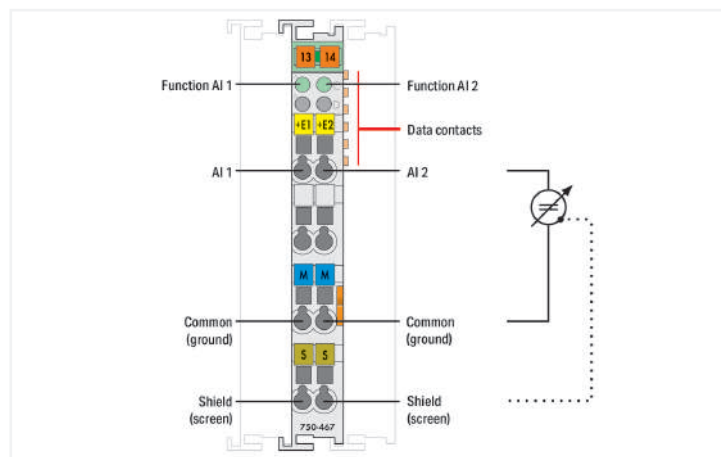 13 14
Function AI 1
Function AI 2
+E1 +E2
Data contacts
AI 1
AI 2
M M
Common
(ground)
Common
(ground)
S S
Shield
(screen)
Shield
(screen)
750-467